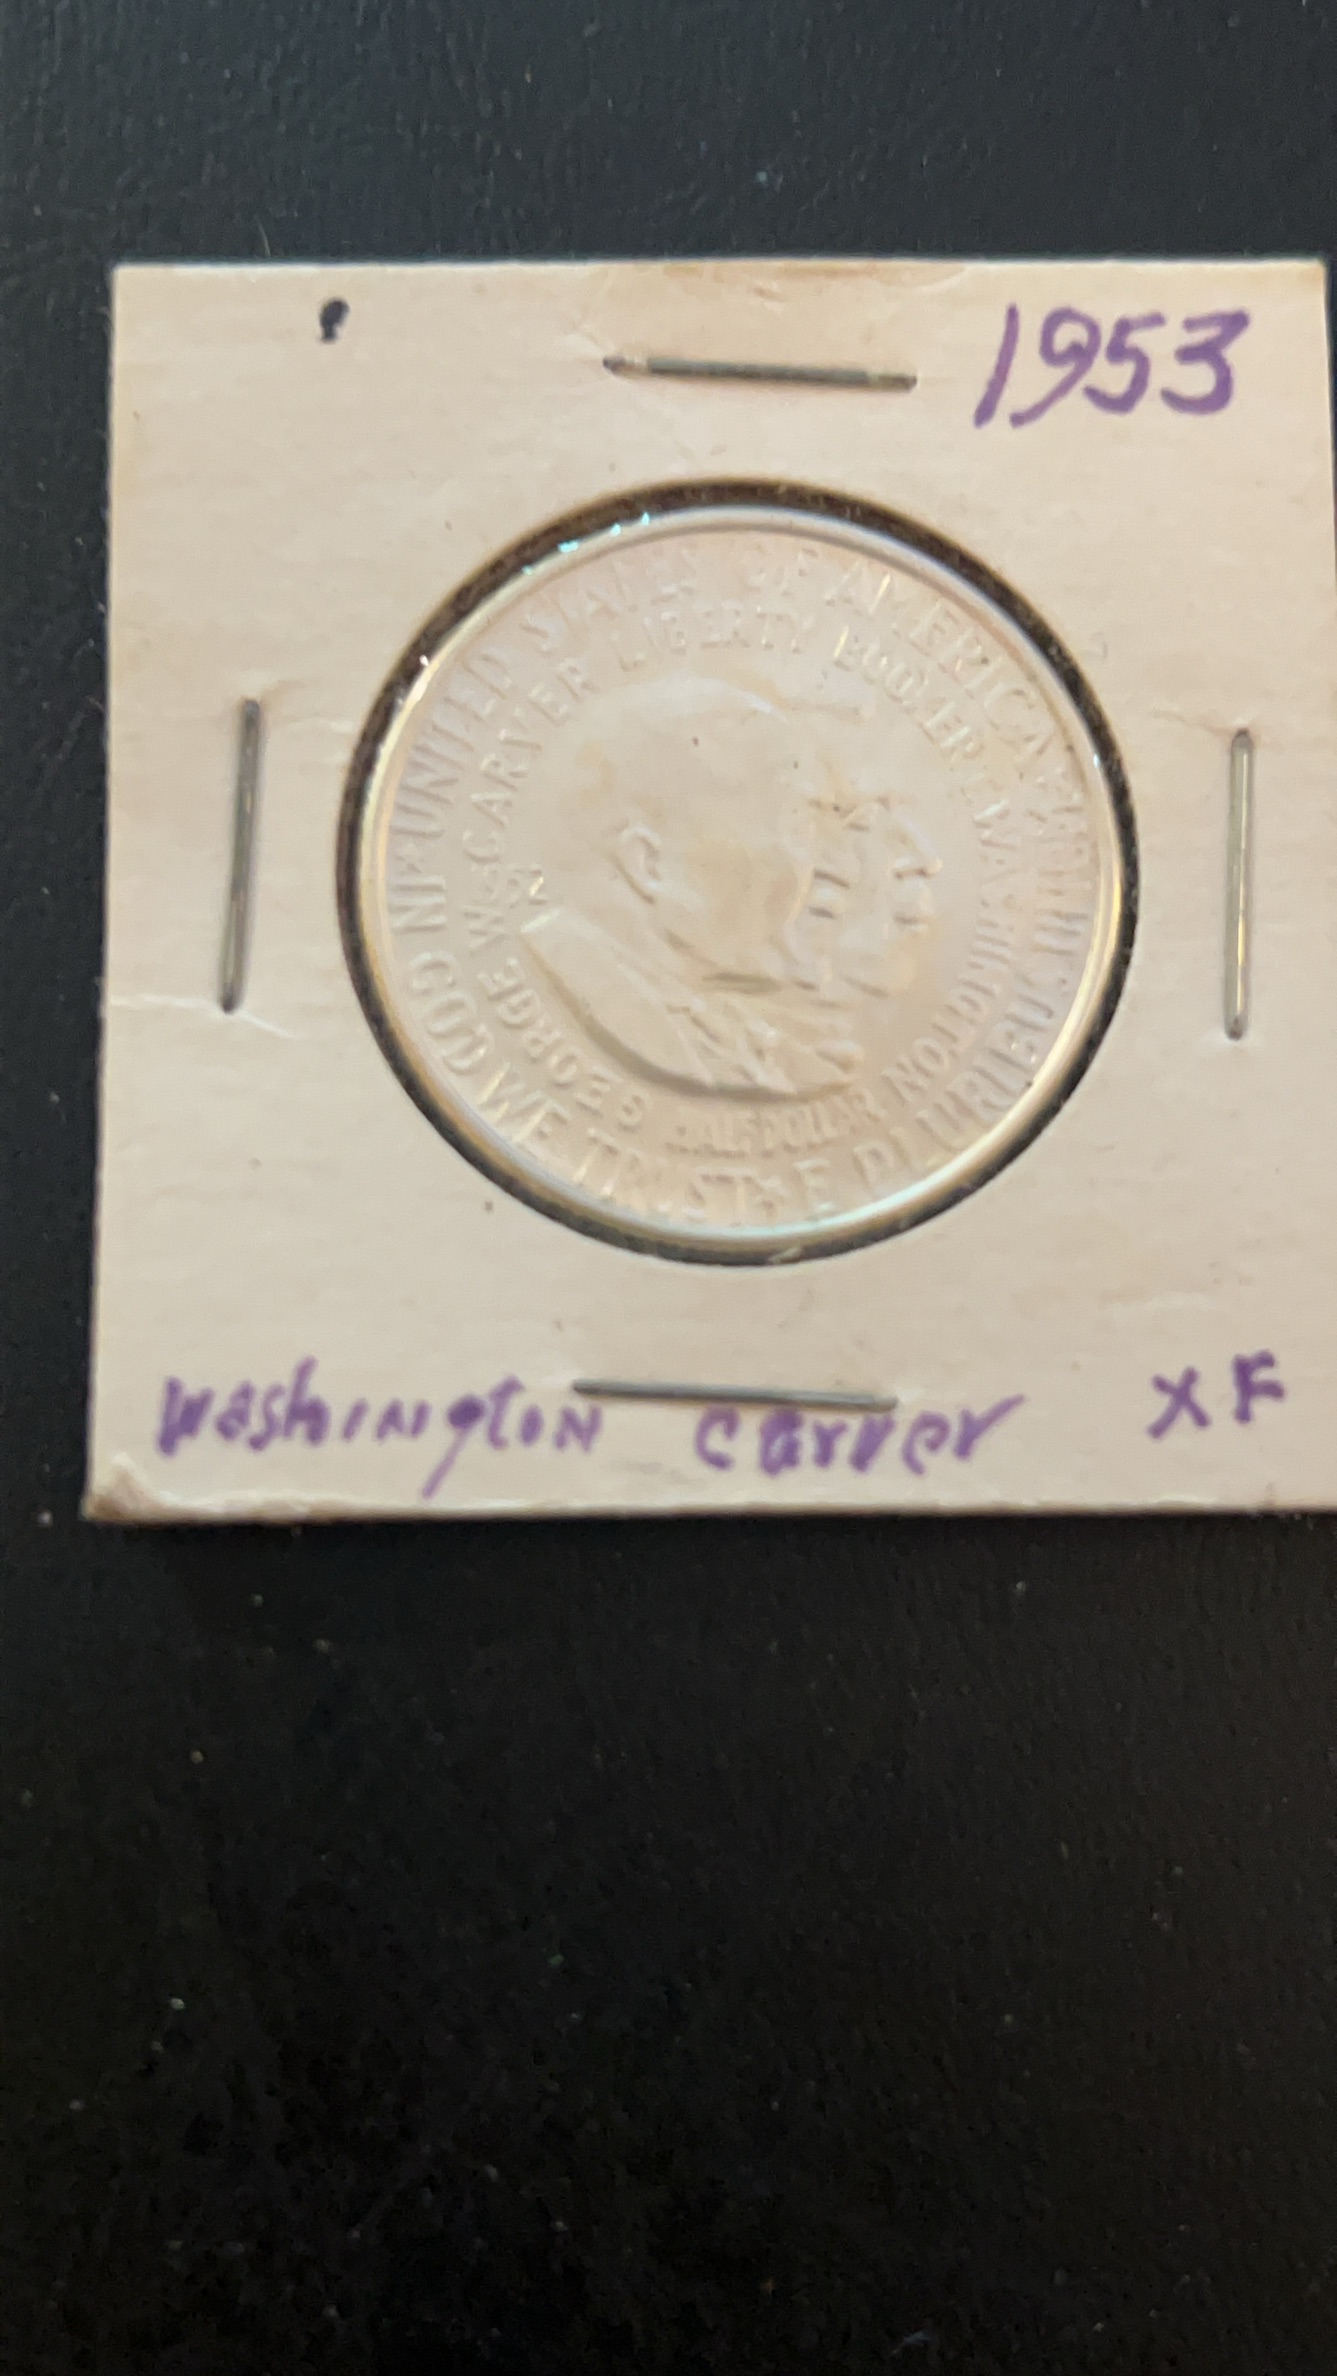 1953
UNITED STATES OF AMERICA
E PLURIBUS
IN GOD WE TRUST
GEORGE W. CARVER LIBERTY BOOKER T. WASHINGTON
HALF DOLLAR
Washington Carver XF